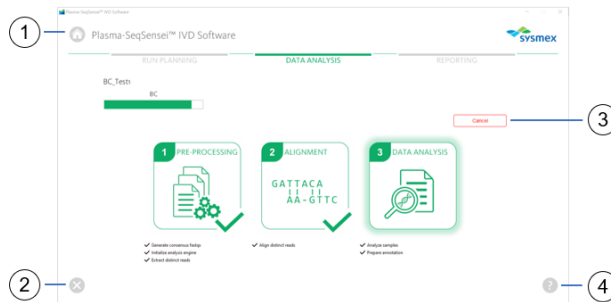 Plasma-SeqSensei™ IVD Software
1
Plasma-SeqSensei™ IVD Software
sysmex
RUN PLANNING
DATA ANALYSIS
REPORTING
BC_Test
BC
Cancel
3
1 PRE-PROCESSING
2 ALIGNMENT
3 DATA ANALYSIS
GATTACA
AA-GTTC
Generate consensus fastqs
Initialize analysis engine
Extract distinct reads
Align distinct reads
Analyze samples
Prepare annotation
2
?
4